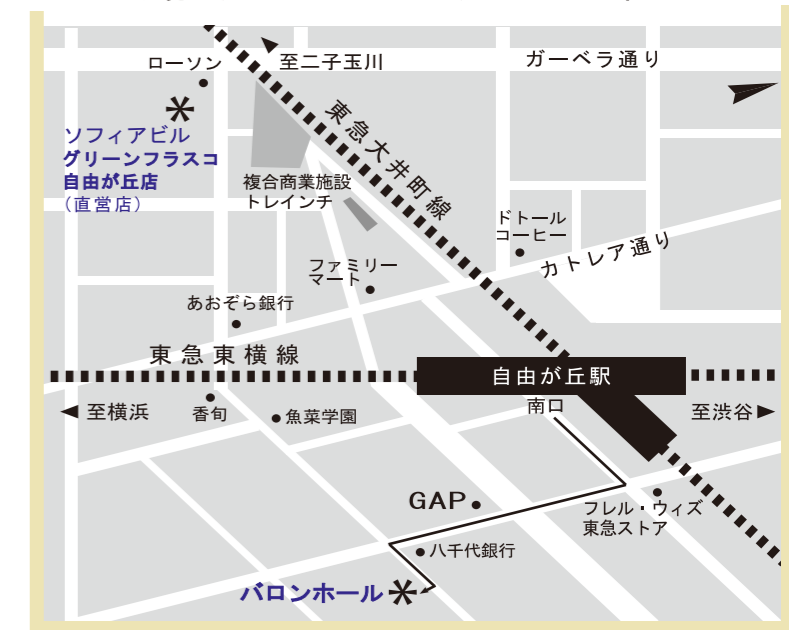 ローソン
至二子玉川
ガーベラ通り
ソフィアビル
グリーンフラスコ
自由が丘店
（直営店）
東急大井町線
複合商業施設
トレインチ
ドトール
コーヒー
カトレア通り
ファミリー
マート
あおぞら銀行
東急東横線
自由が丘駅
至横浜
香旬
魚菜学園
南口
至渋谷
GAP
フレル・ウィズ
東急ストア
八千代銀行
バロンホール